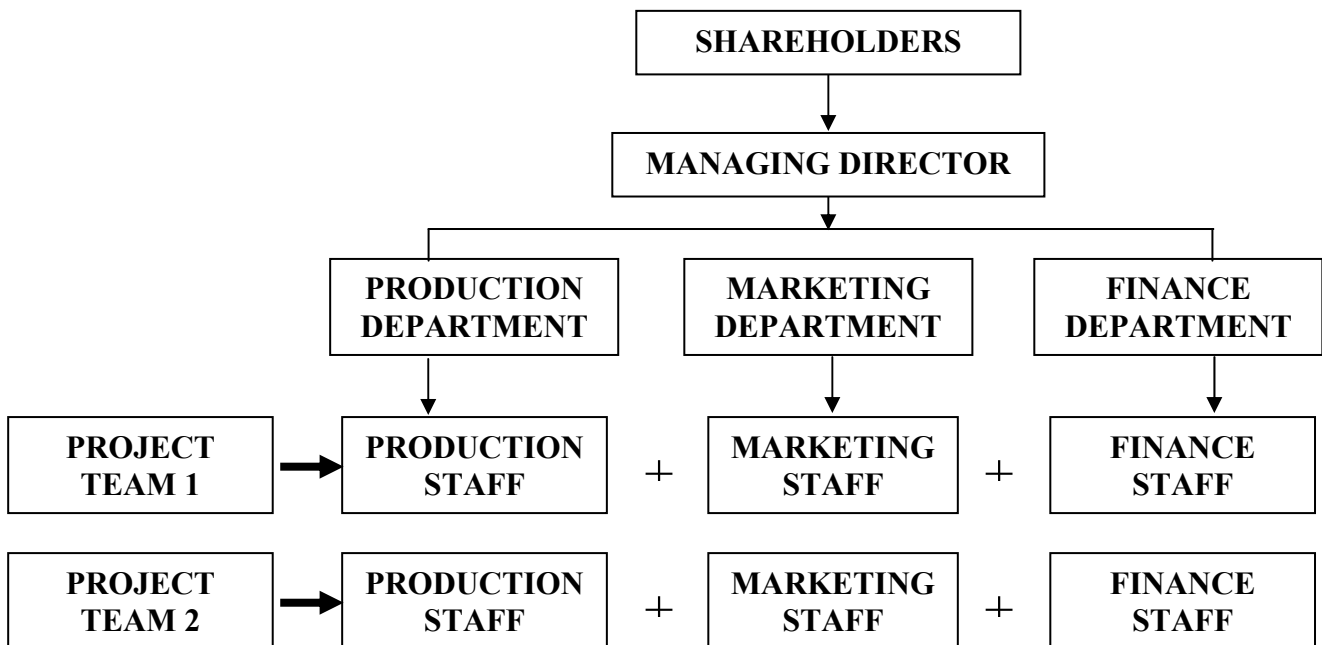 SHAREHOLDERS
MANAGING DIRECTOR
PRODUCTION
DEPARTMENT
MARKETING
DEPARTMENT
FINANCE
DEPARTMENT
PROJECT
TEAM 1
PRODUCTION
STAFF
+
MARKETING
STAFF
+
FINANCE
STAFF
PROJECT
TEAM 2
PRODUCTION
STAFF
+
MARKETING
STAFF
+
FINANCE
STAFF